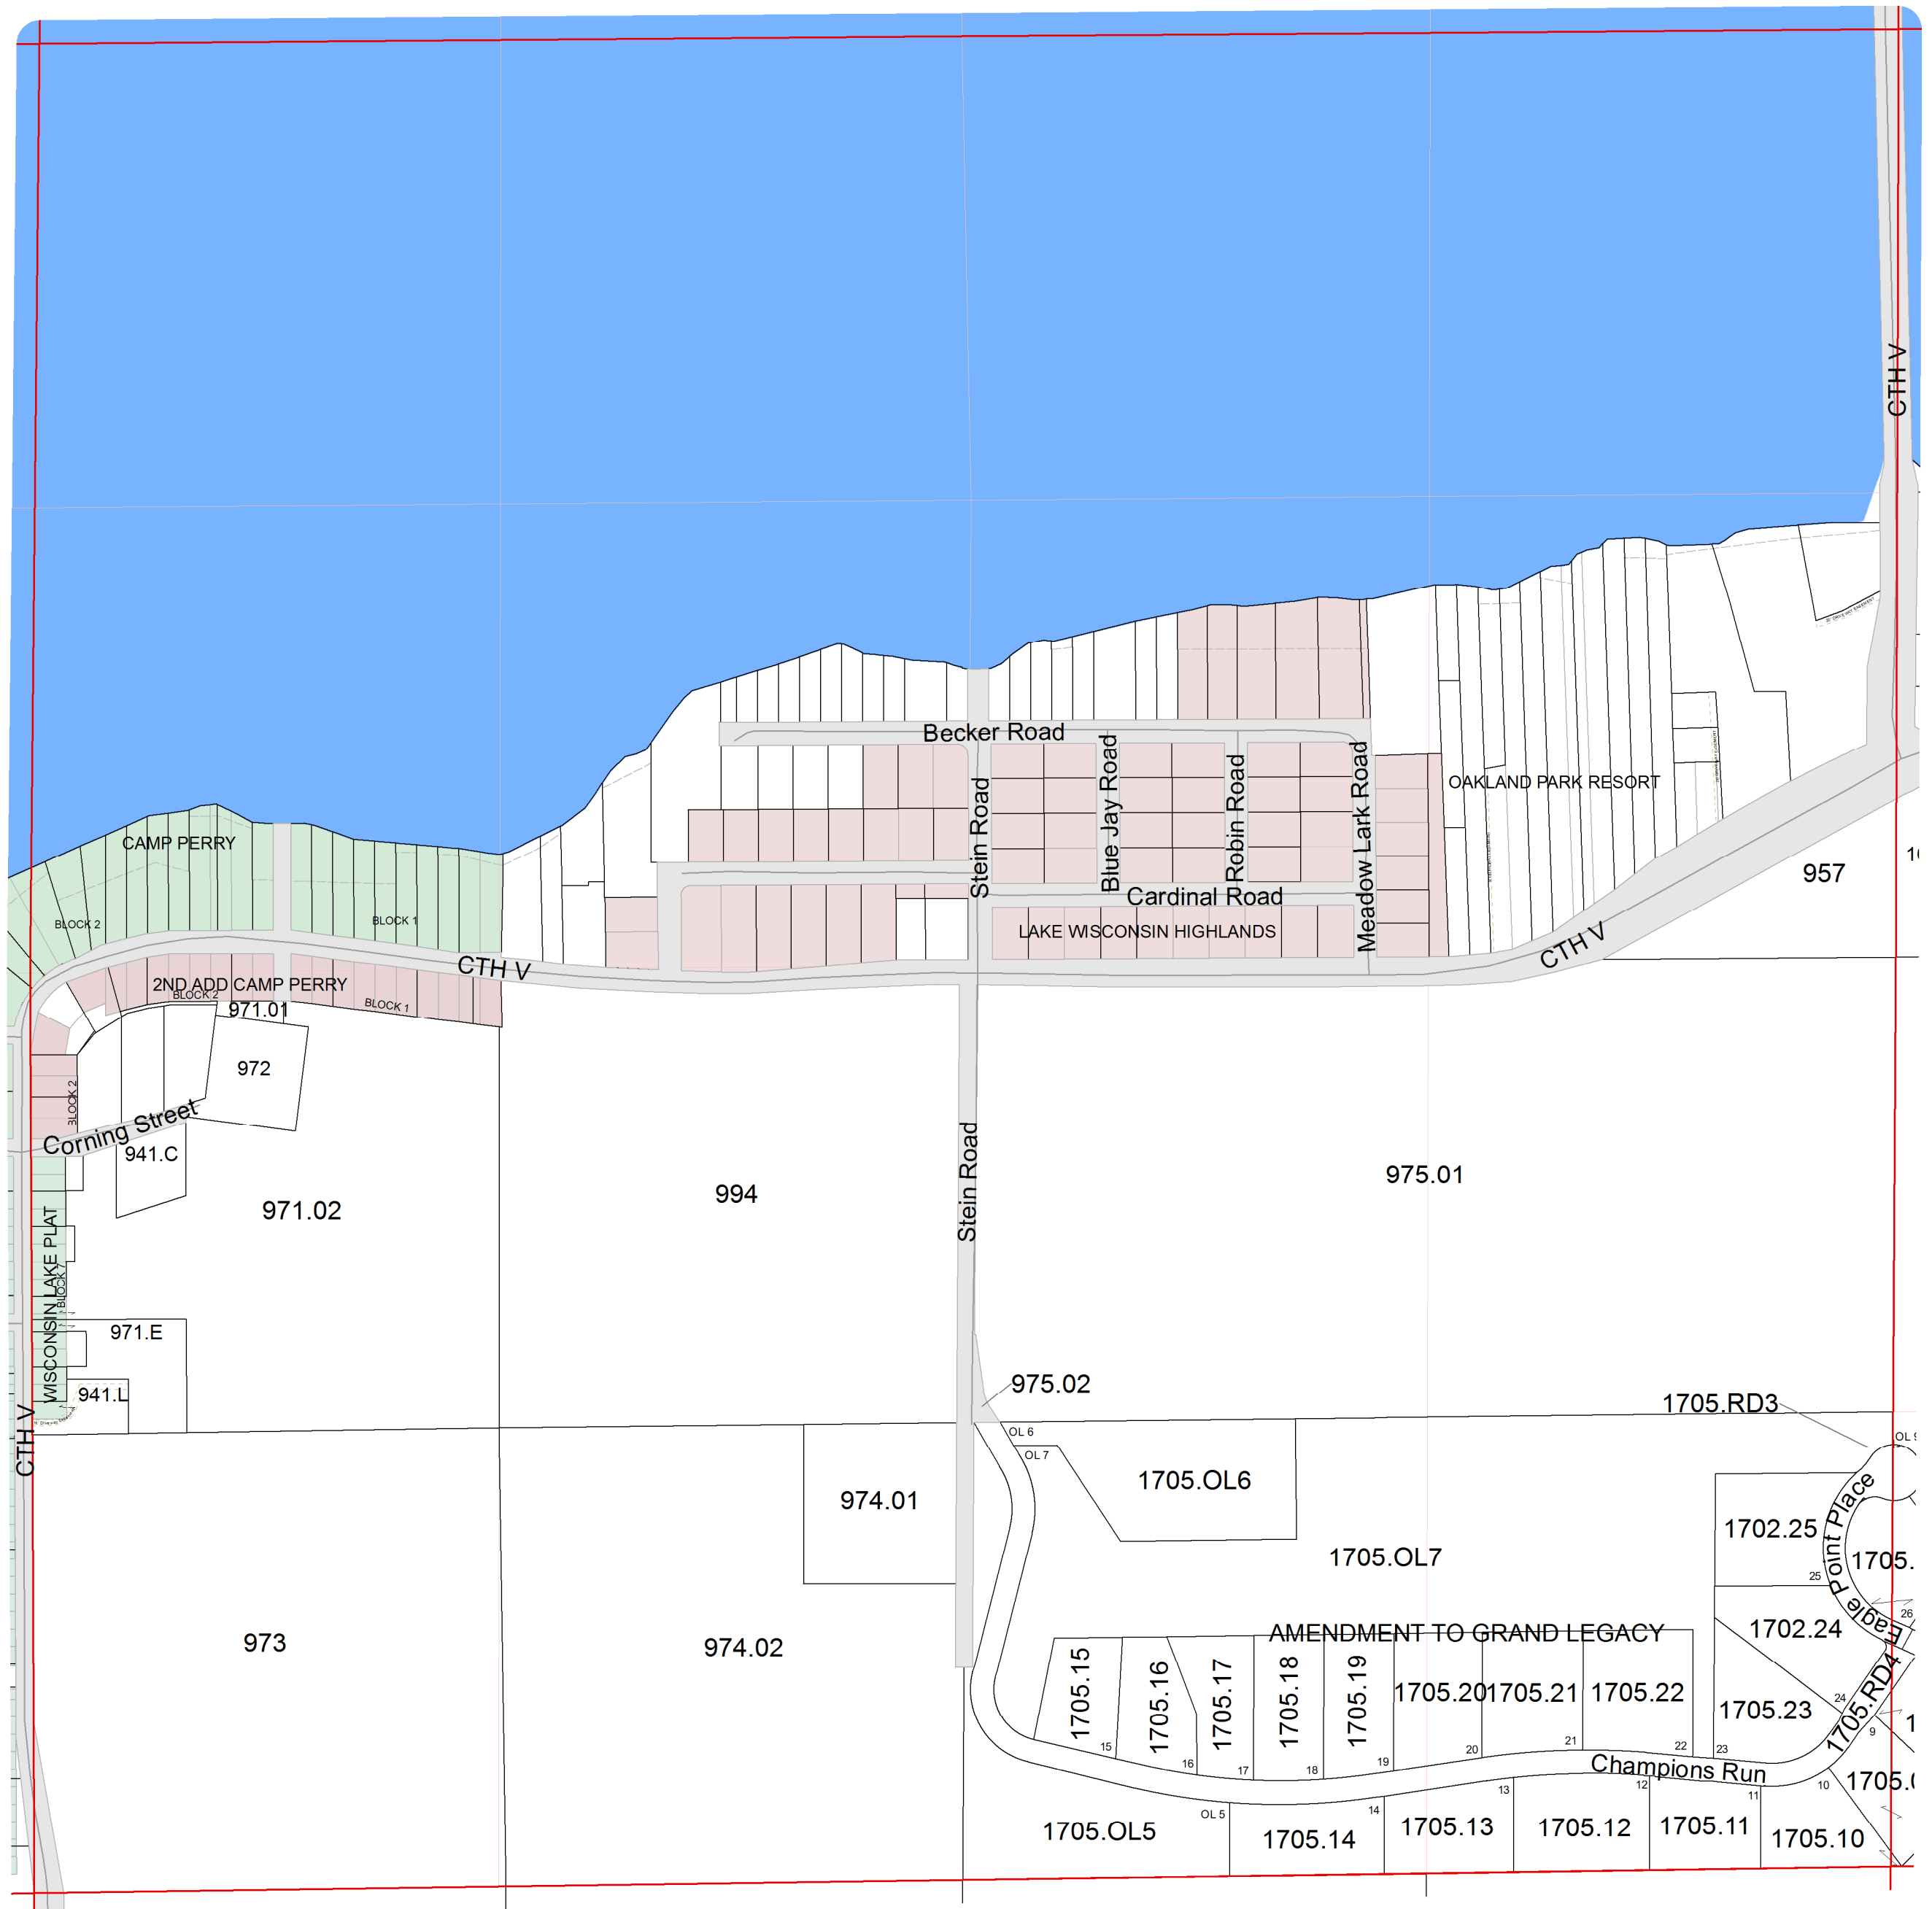 CTH V
Becker Road
Stein Road
Blue Jay Road
Robin Road
Meadow Lark Road
OAKLAND PARK RESORT
CAMP PERRY
BLOCK 2
BLOCK 1
957
Cardinal Road
LAKE WISCONSIN HIGHLANDS
CTH V
CTH V
2ND ADD CAMP PERRY
BLOCK 2
BLOCK 1
971.01
972
BLOCK 2
Corning Street
941.C
971.02
994
Stein Road
975.01
WISCONSIN LAKE PLAT
BLOCK 7
971.E
941.L
975.02
1705.RD3
CTH V
OL 6
OL 7
OL 9
974.01
1705.OL6
1705.OL7
1702.25
25
Eagle Point Place
1705.
26
1702.24
973
974.02
AMENDMENT TO GRAND LEGACY
1705.15
1705.16
1705.17
1705.18
1705.19
1705.20
1705.21
1705.22
1705.23
24
1705.RD4
9
15
16
17
18
19
20
21
22
23
Champions Run
OL 5
14
13
12
11
10
1705.OL5
1705.14
1705.13
1705.12
1705.11
1705.10
1705.0